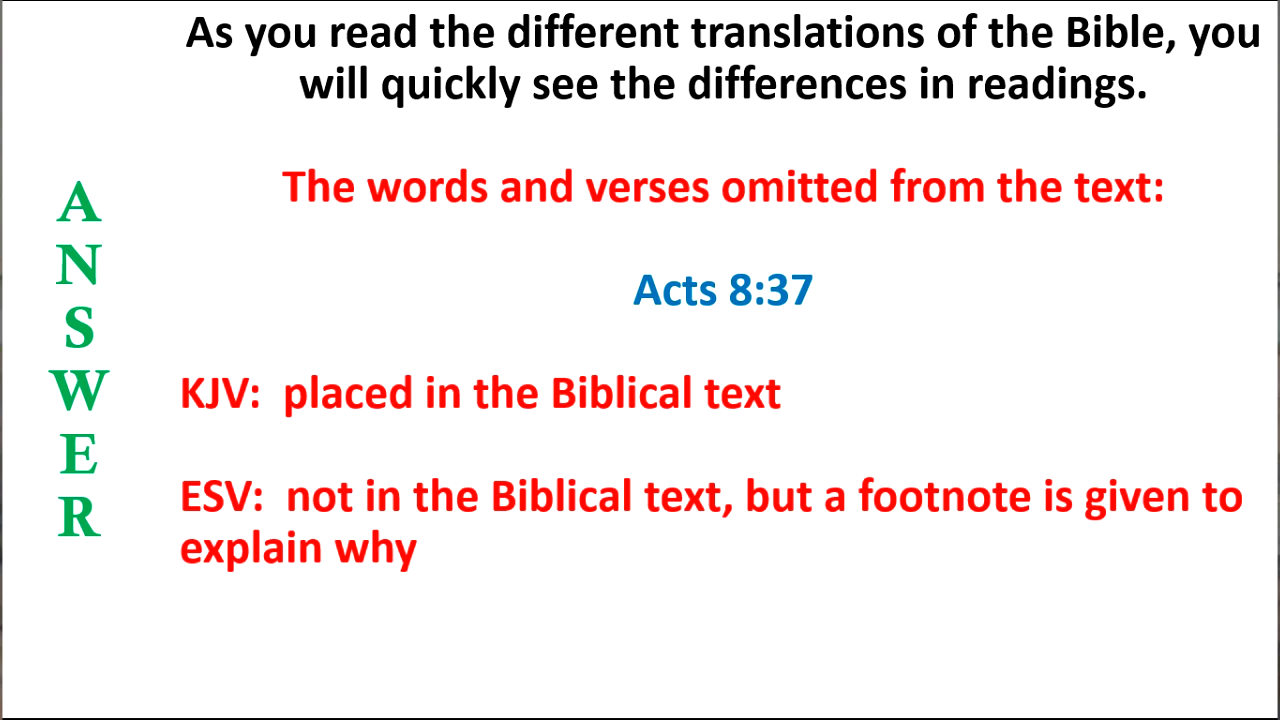 As you read the different translations of the Bible, you
will quickly see the differences in readings.
The words and verses omitted from the text:
Acts 8:37
KJV:  placed in the Biblical text
ESV:  not in the Biblical text, but a footnote is given to
explain why
A
N
S
W
E
R